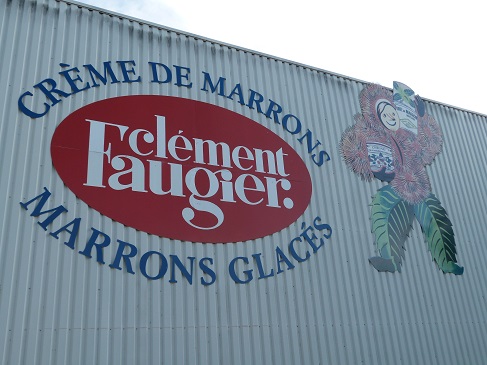 CRÈME DE MARRONS
clément
Faugier.
MARRONS GLACÉS